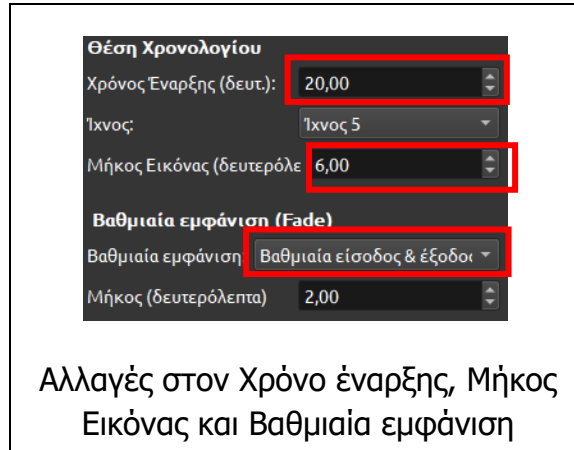 Θέση Χρονολογίου
Χρόνος Έναρξης (δευτ.): 20,00
Ίχνος: Ίχνος 5
Μήκος Εικόνας (δευτερόλε 6,00
Βαθμιαία εμφάνιση (Fade)
Βαθμιαία εμφάνιση: Βαθμιαία είσοδος & έξοδος
Μήκος (δευτερόλεπτα) 2,00
Αλλαγές στον Χρόνο έναρξης, Μήκος
Εικόνας και Βαθμιαία εμφάνιση